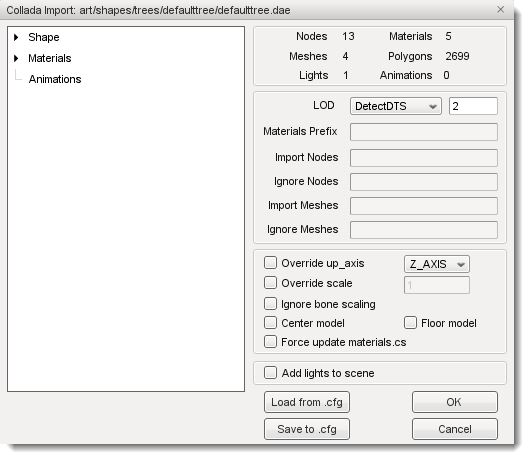 Collada Import: art/shapes/trees/defaulttree/defaulttree.dae
Shape
Materials
Animations
Nodes 13 Materials 5
Meshes 4 Polygons 2699
Lights 1 Animations 0
LOD DetectDTS 2
Materials Prefix
Import Nodes
Ignore Nodes
Import Meshes
Ignore Meshes
Override up_axis Z_AXIS
Override scale 1
Ignore bone scaling
Center model Floor model
Force update materials.cs
Add lights to scene
Load from .cfg OK
Save to .cfg Cancel